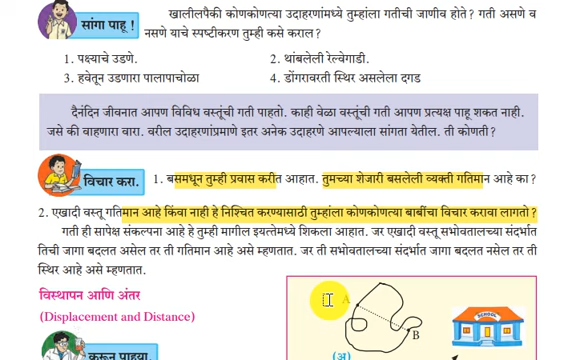 सांगा पाहू !
खालीलपैकी कोणकोणत्या उदाहरणांमध्ये तुम्हांला गतीची जाणीव होते ? गती असणे व
नसणे याचे स्पष्टीकरण तुम्ही कसे कराल ?
1. पक्ष्याचे उडणे.
2. थांबलेली रेल्वेगाडी.
3. हवेतून उडणारा पालापाचोळा
4. डोंगरावरती स्थिर असलेला दगड
दैनंदिन जीवनात आपण विविध वस्तूंची गती पाहतो. काही वेळा वस्तूंची गती आपण प्रत्यक्ष पाहू शकत नाही.
जसे की वाहणारा वारा. वरील उदाहरणांप्रमाणे इतर अनेक उदाहरणे आपल्याला सांगता येतील. ती कोणती ?
विचार करा.
1. बसमधून तुम्ही प्रवास करीत आहात. तुमच्या शेजारी बसलेली व्यक्ती गतिमान आहे का ?
2. एखादी वस्तू गतिमान आहे किंवा नाही हे निश्चित करण्यासाठी तुम्हांला कोणकोणत्या बाबींचा विचार करावा लागतो ?
गती ही सापेक्ष संकल्पना आहे हे तुम्ही मागील इयत्तेमध्ये शिकला आहात. जर एखादी वस्तू सभोवतालच्या संदर्भात
तिची जागा बदलत असेल तर ती गतिमान आहे असे म्हणतात. जर ती सभोवतालच्या संदर्भात जागा बदलत नसेल तर ती
स्थिर आहे असे म्हणतात.
विस्थापन आणि अंतर
(Displacement and Distance)
A
B
SCHOOL
(अ)
करून पाहूया